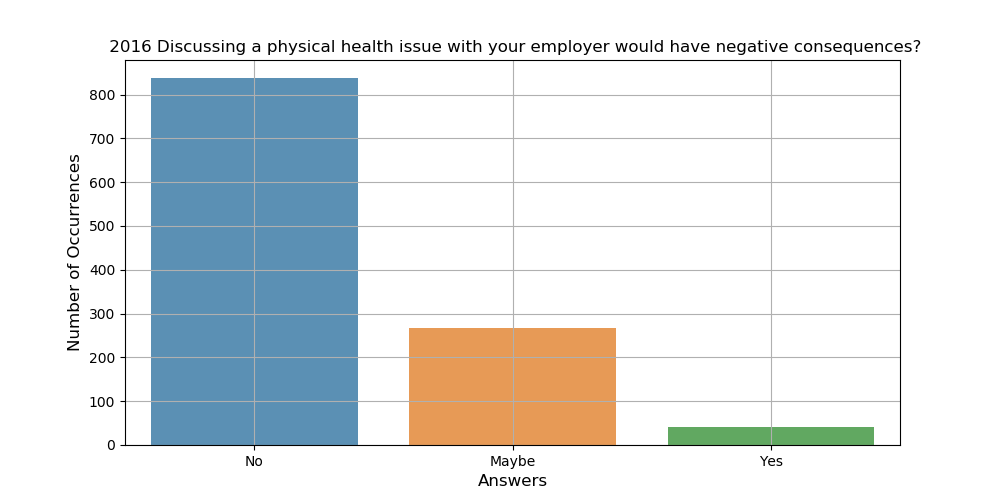 2016 Discussing a physical health issue with your employer would have negative consequences?
800
700
600
500
400
300
200
100
0
Number of Occurrences
No Maybe Yes
Answers